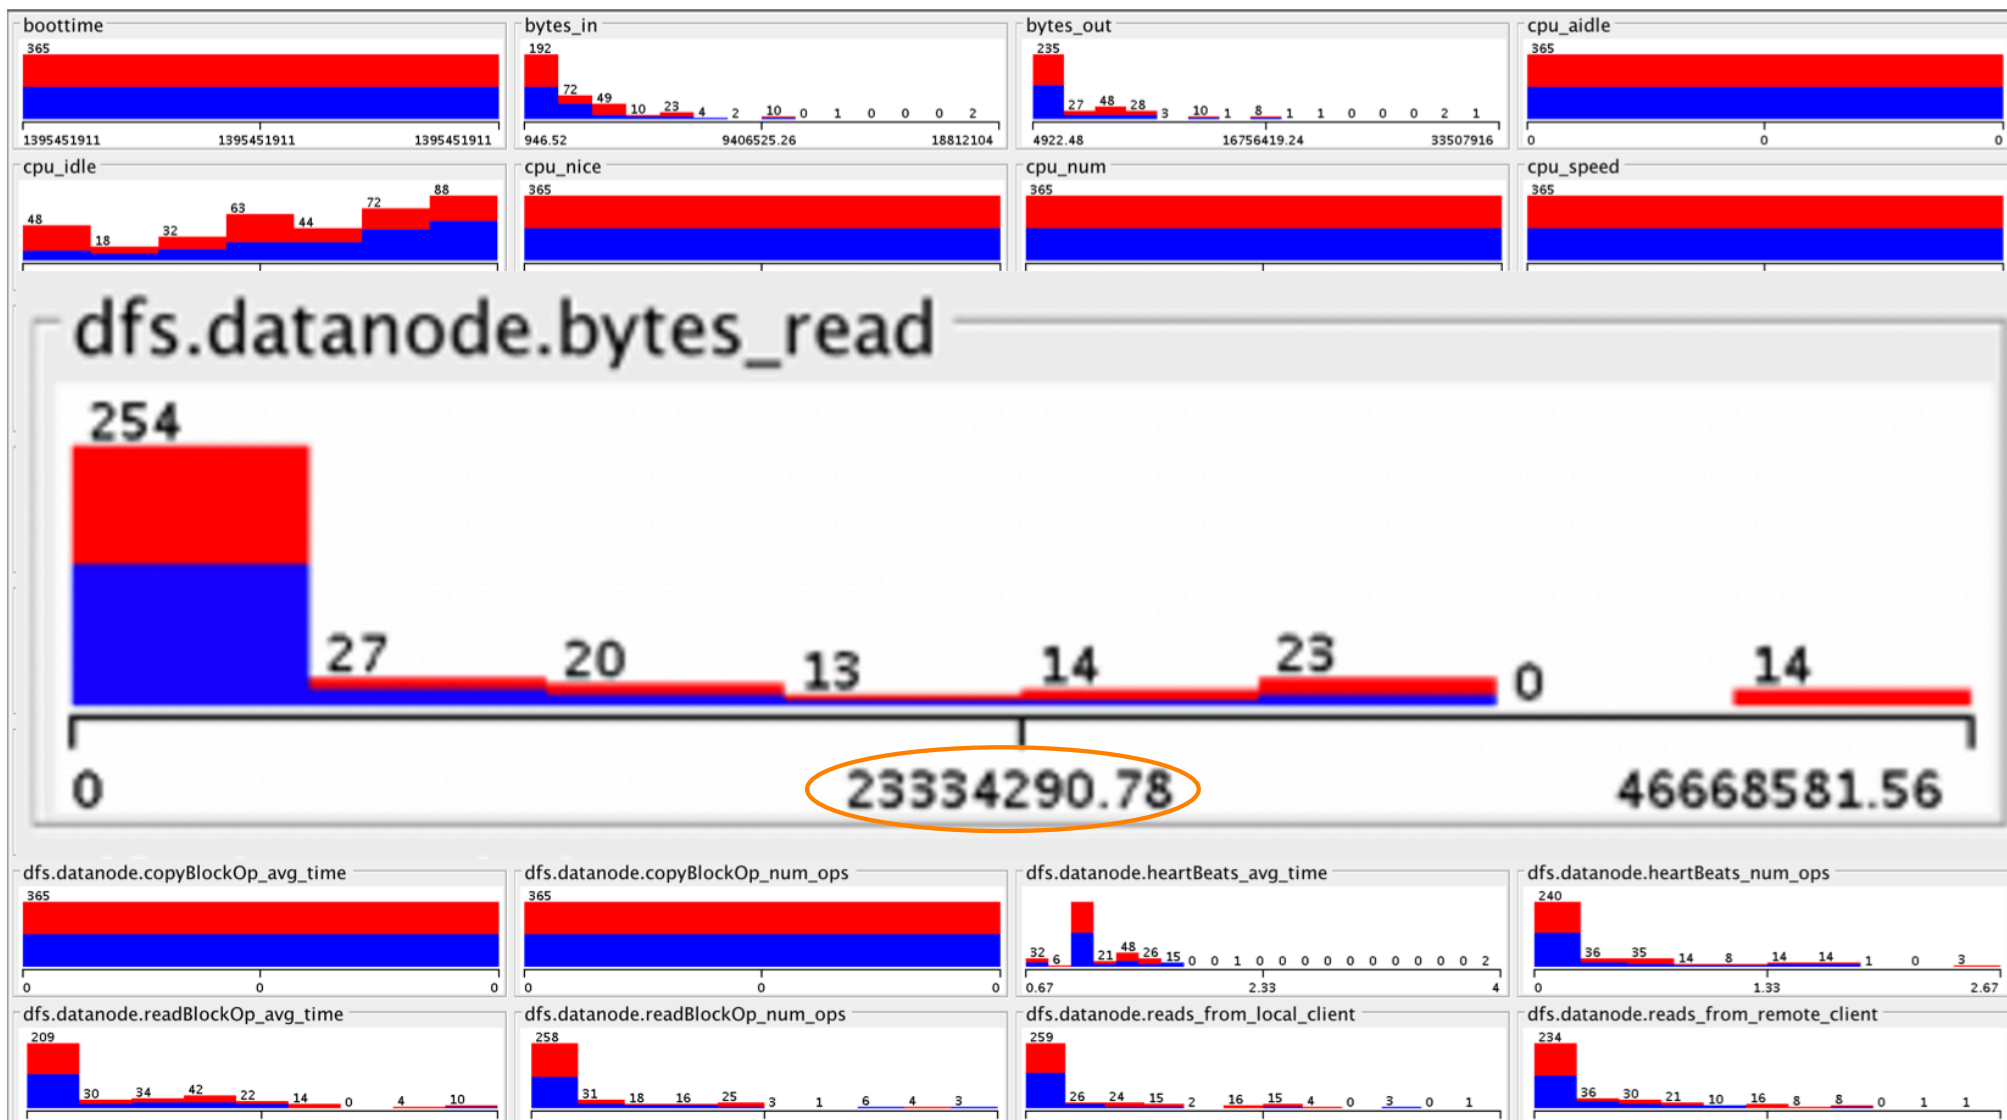 boottime bytes_in bytes_out cpu_aidle
365 192 72 49 10 23 4 2 10 0 1 0 0 0 2 235 27 48 28 3 10 1 8 1 1 0 0 0 2 1 365
1395451911 1395451911 1395451911 946.52 9406525.26 18812104 4922.48 16756419.24 33507916 0 0 0
cpu_idle cpu_nice cpu_num cpu_speed
48 18 32 63 44 72 88 365 365 365
dfs.datanode.bytes_read
254 27 20 13 14 23 0 14
0 23334290.78 46668581.56
dfs.datanode.copyBlockOp_avg_time dfs.datanode.copyBlockOp_num_ops dfs.datanode.heartBeats_avg_time dfs.datanode.heartBeats_num_ops
365 365 32 6 21 48 26 15 0 0 1 0 0 0 0 0 0 0 0 0 0 2 240 36 35 14 8 14 14 1 0 3
0 0 0 0 0 0 0.67 2.33 4 0 1.33 2.67
dfs.datanode.readBlockOp_avg_time dfs.datanode.readBlockOp_num_ops dfs.datanode.reads_from_local_client dfs.datanode.reads_from_remote_client
209 30 34 42 22 14 0 4 10 258 31 18 16 25 3 1 6 4 3 259 26 24 15 2 16 15 4 0 3 0 1 234 36 30 21 10 16 8 8 0 1 1